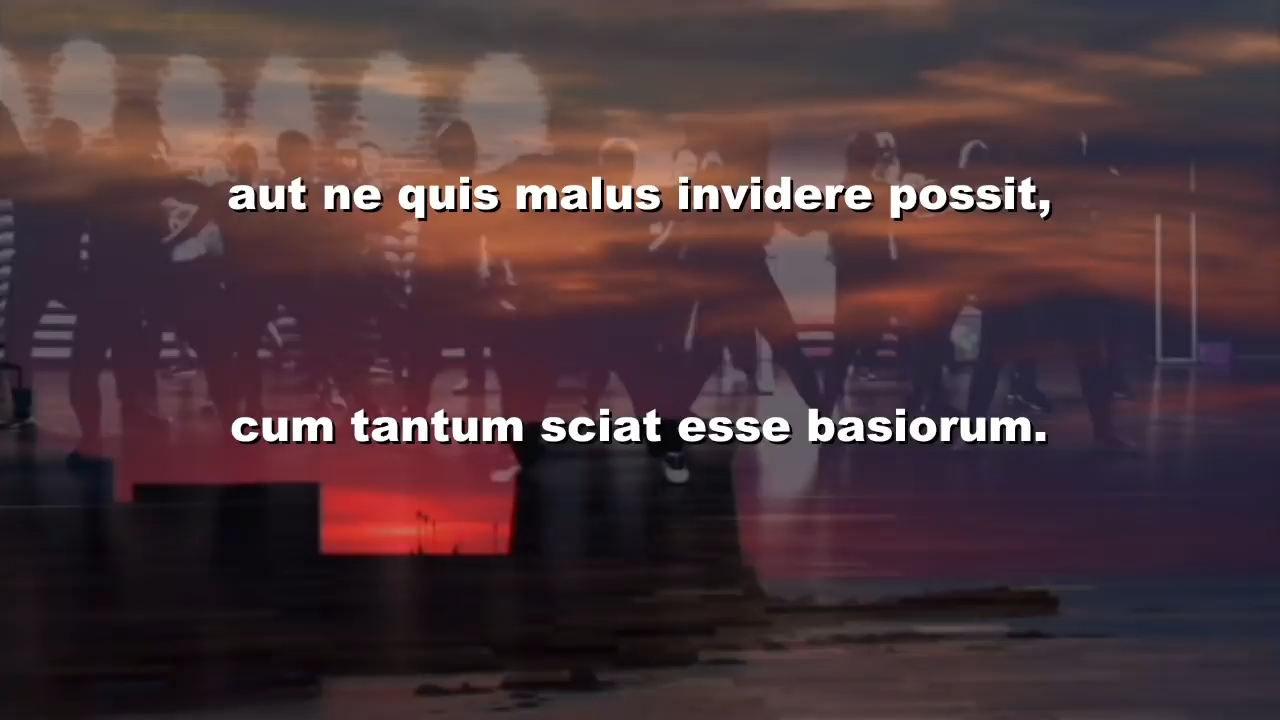 aut ne quis malus invidere possit,
cum tantum sciat esse basiorum.